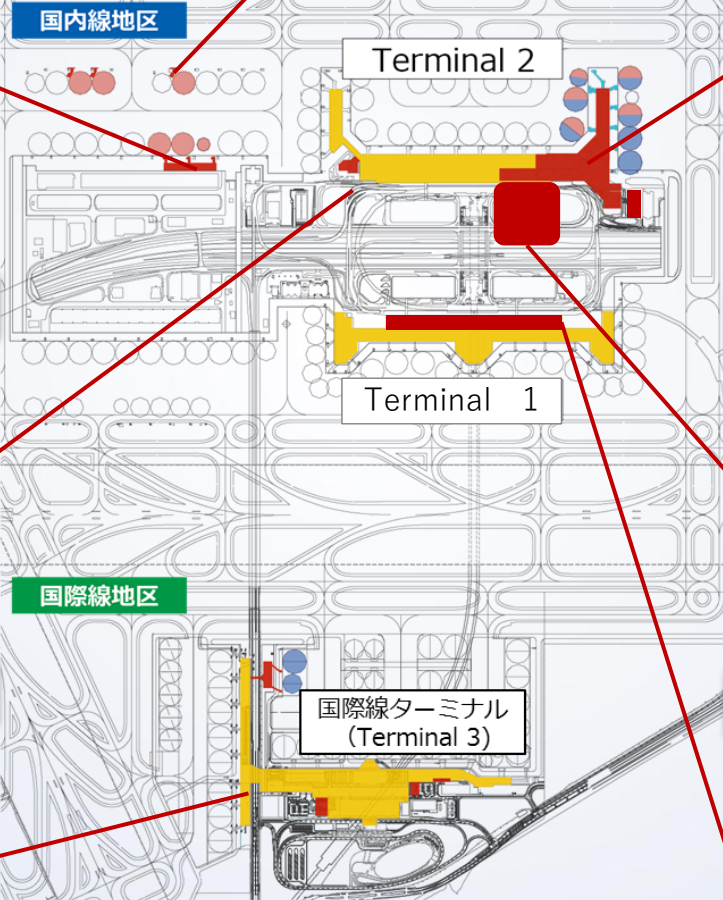 国内線地区
Terminal 2
Terminal 1
国際線地区
国際線ターミナル
（Terminal 3）